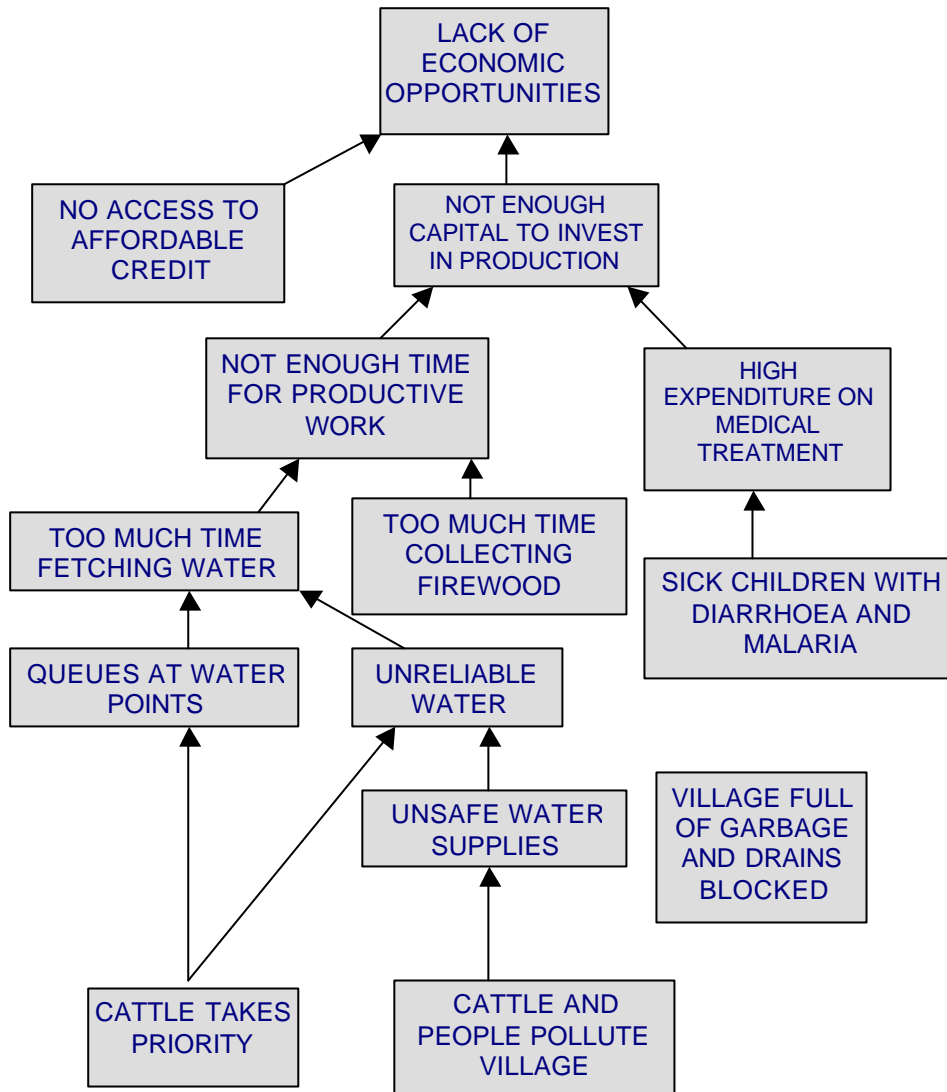 LACK OF
ECONOMIC
OPPORTUNITIES
NO ACCESS TO
AFFORDABLE
CREDIT
NOT ENOUGH
CAPITAL TO INVEST
IN PRODUCTION
NOT ENOUGH TIME
FOR PRODUCTIVE
WORK
HIGH
EXPENDITURE ON
MEDICAL
TREATMENT
TOO MUCH TIME
FETCHING WATER
TOO MUCH TIME
COLLECTING
FIREWOOD
SICK CHILDREN WITH
DIARRHOEA AND
MALARIA
QUEUES AT WATER
POINTS
UNRELIABLE
WATER
UNSAFE WATER
SUPPLIES
VILLAGE FULL
OF GARBAGE
AND DRAINS
BLOCKED
CATTLE TAKES
PRIORITY
CATTLE AND
PEOPLE POLLUTE
VILLAGE